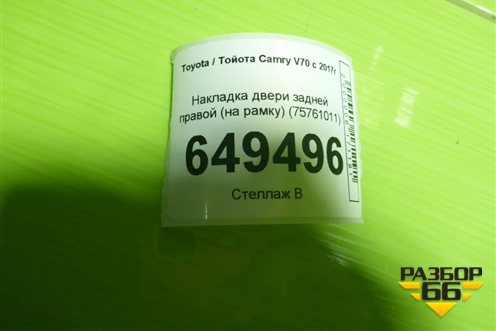 Toyota / Тойота Camry V70 с 2017г
Накладка двери задней
правой (на рамку) (75761011)
649496
Стеллаж В
РАЗБОР
66